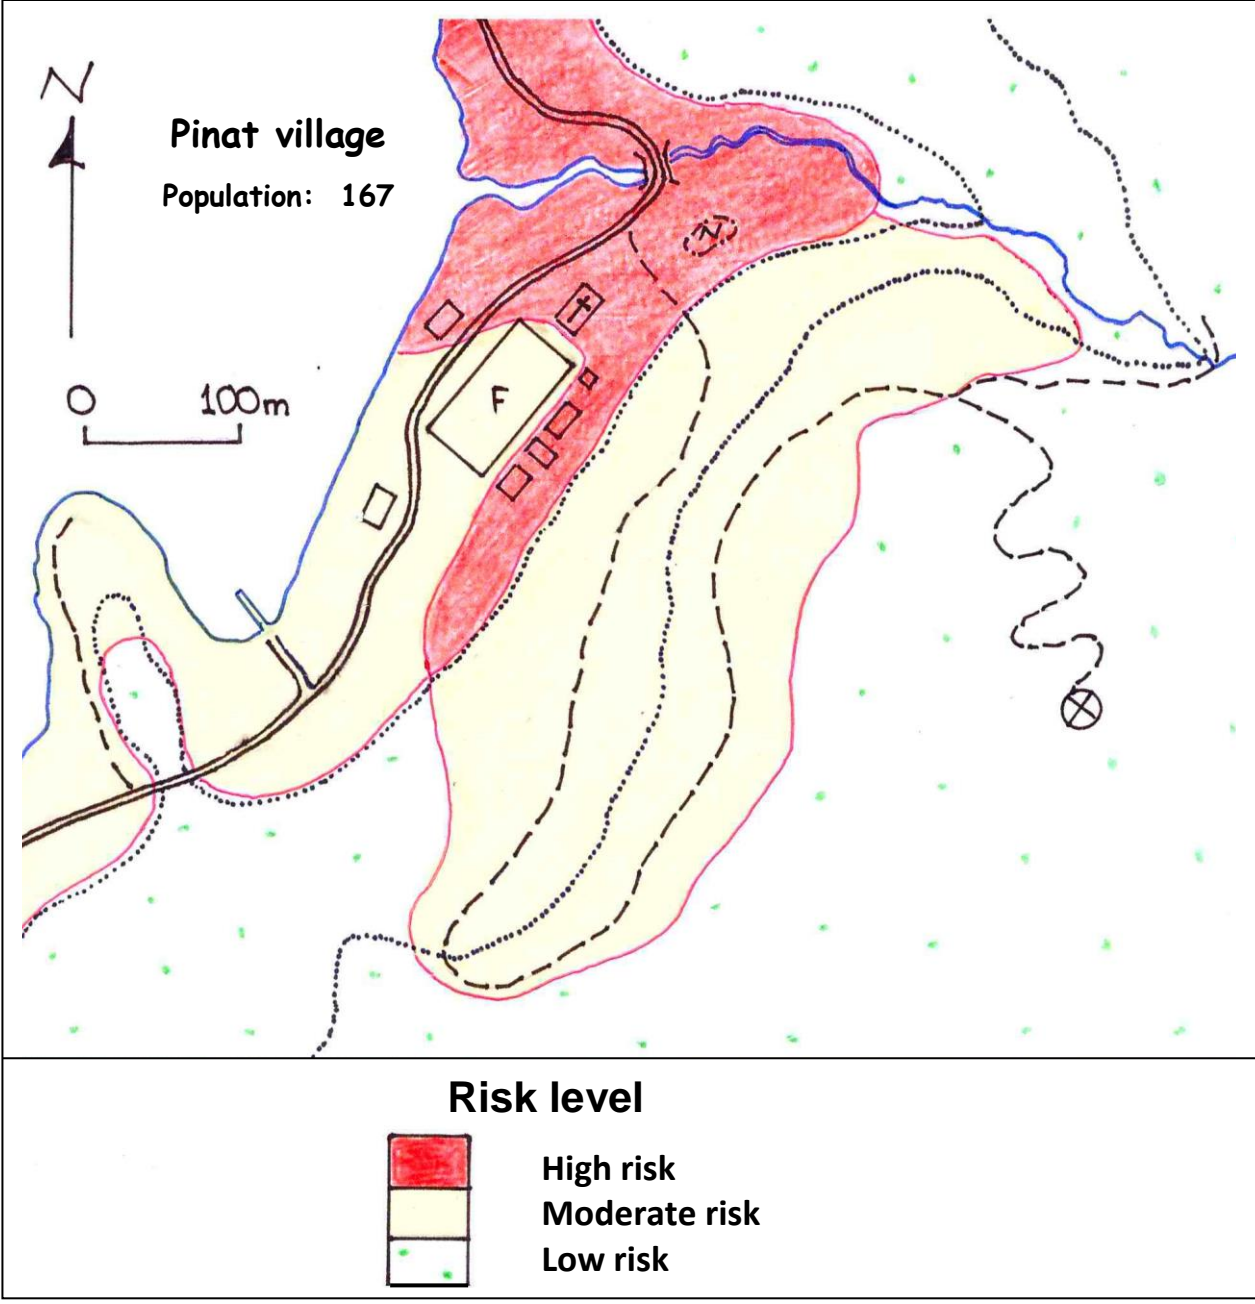 N
Pinat village
Population: 167
0 100m
F
Risk level
High risk
Moderate risk
Low risk